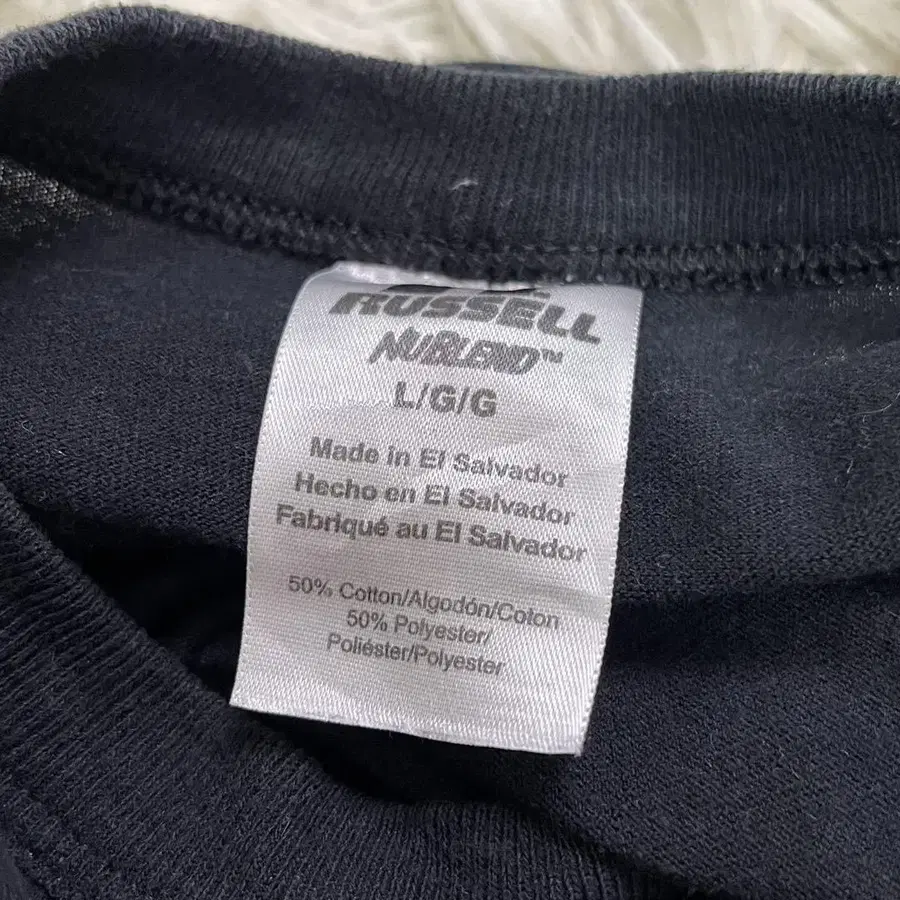 RUSSELL
NUBLEND™
L/G/G
Made in El Salvador
Hecho en El Salvador
Fabriqué au El Salvador
50% Cotton/Algodón/Coton
50% Polyester/
Poliéster/Polyester